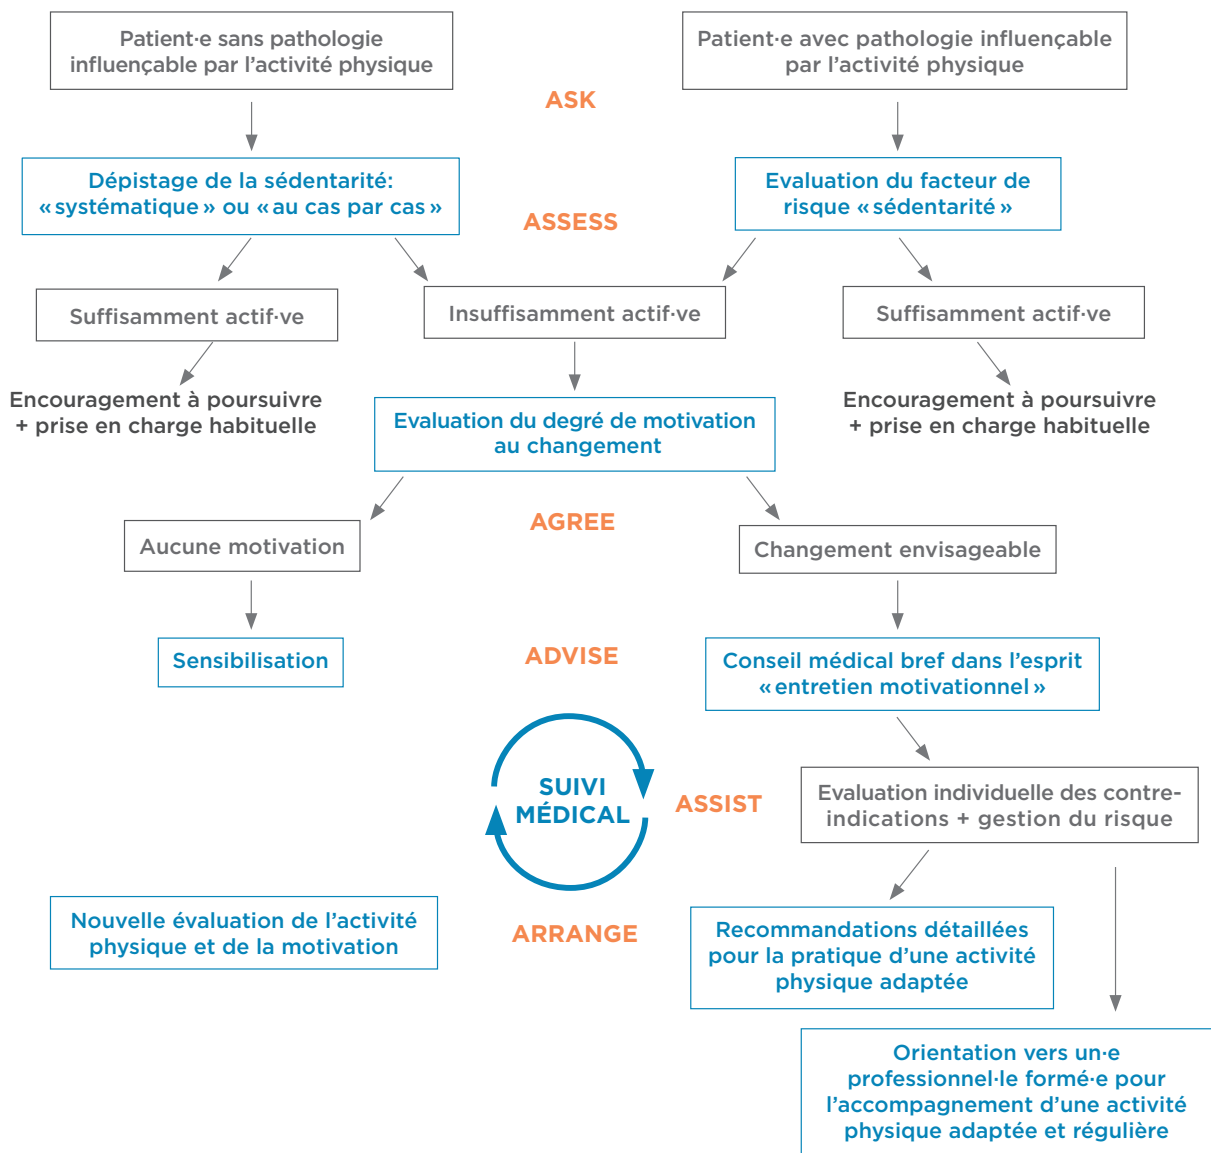 Patient·e sans pathologie
influençable par l’activité physique
Patient·e avec pathologie influençable
par l’activité physique
ASK
Dépistage de la sédentarité:
«systématique» ou «au cas par cas»
Evaluation du facteur de
risque «sédentarité»
ASSESS
Suffisamment actif·ve
Insuffisamment actif·ve
Suffisamment actif·ve
Encouragement à poursuivre
+ prise en charge habituelle
Evaluation du degré de motivation
au changement
Encouragement à poursuivre
+ prise en charge habituelle
AGREE
Aucune motivation
Changement envisageable
Sensibilisation
ADVISE
Conseil médical bref dans l’esprit
«entretien motivationnel»
SUIVI
MÉDICAL
ASSIST
Evaluation individuelle des contre-
indications + gestion du risque
Nouvelle évaluation de l’activité
physique et de la motivation
ARRANGE
Recommandations détaillées
pour la pratique d’une activité
physique adaptée
Orientation vers un·e
professionnel·le formé·e pour
l’accompagnement d’une activité
physique adaptée et régulière